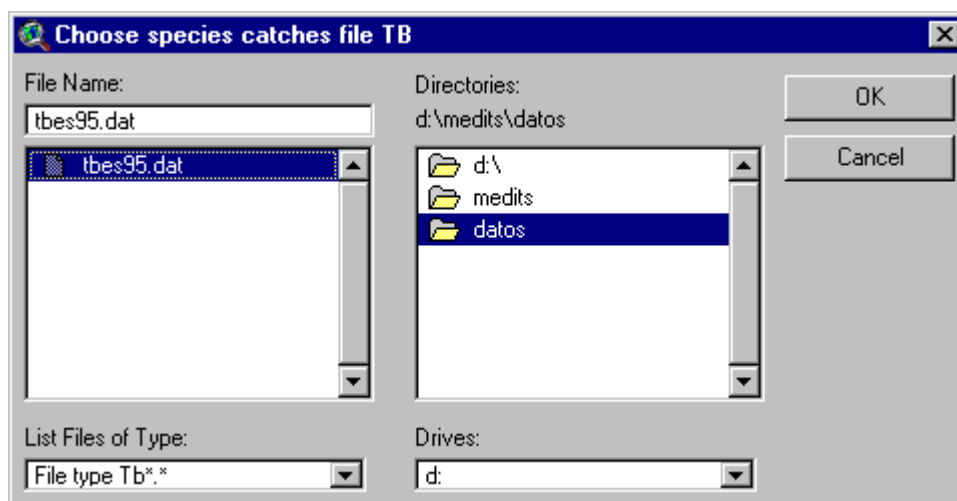 Choose species catches file TB
File Name:
tbes95.dat
tbes95.dat
List Files of Type:
File type Tb*.*
Directories:
d:\medits\datos
d:\
medits
datos
Drives:
d:
OK
Cancel